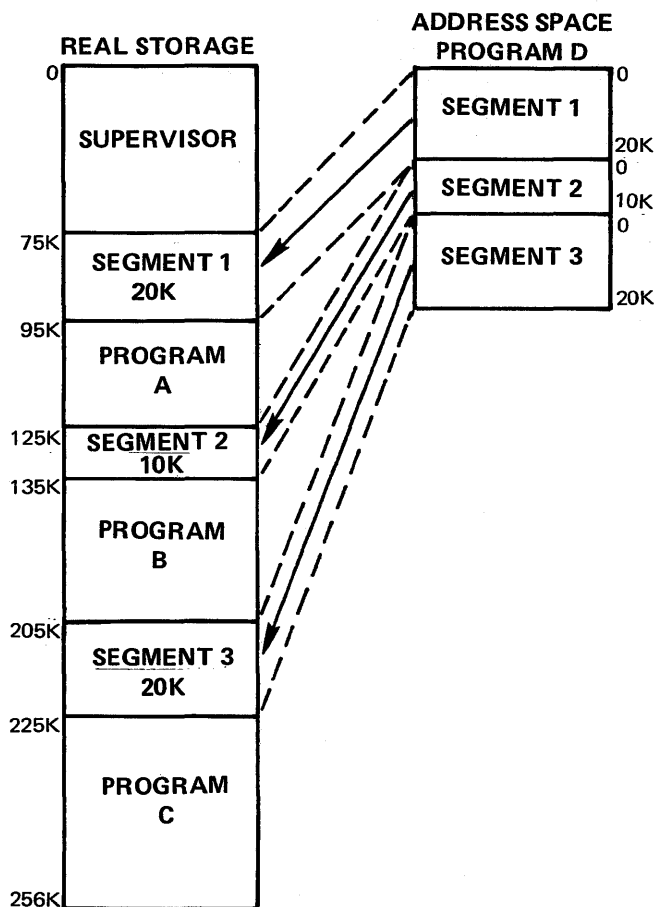 REAL STORAGE
0
SUPERVISOR
75K
SEGMENT 1
20K
95K
PROGRAM
A
125K
SEGMENT 2
10K
135K
PROGRAM
B
205K
SEGMENT 3
20K
225K
PROGRAM
C
256K
ADDRESS SPACE
PROGRAM D
0
SEGMENT 1
20K
0
SEGMENT 2
10K
0
SEGMENT 3
20K